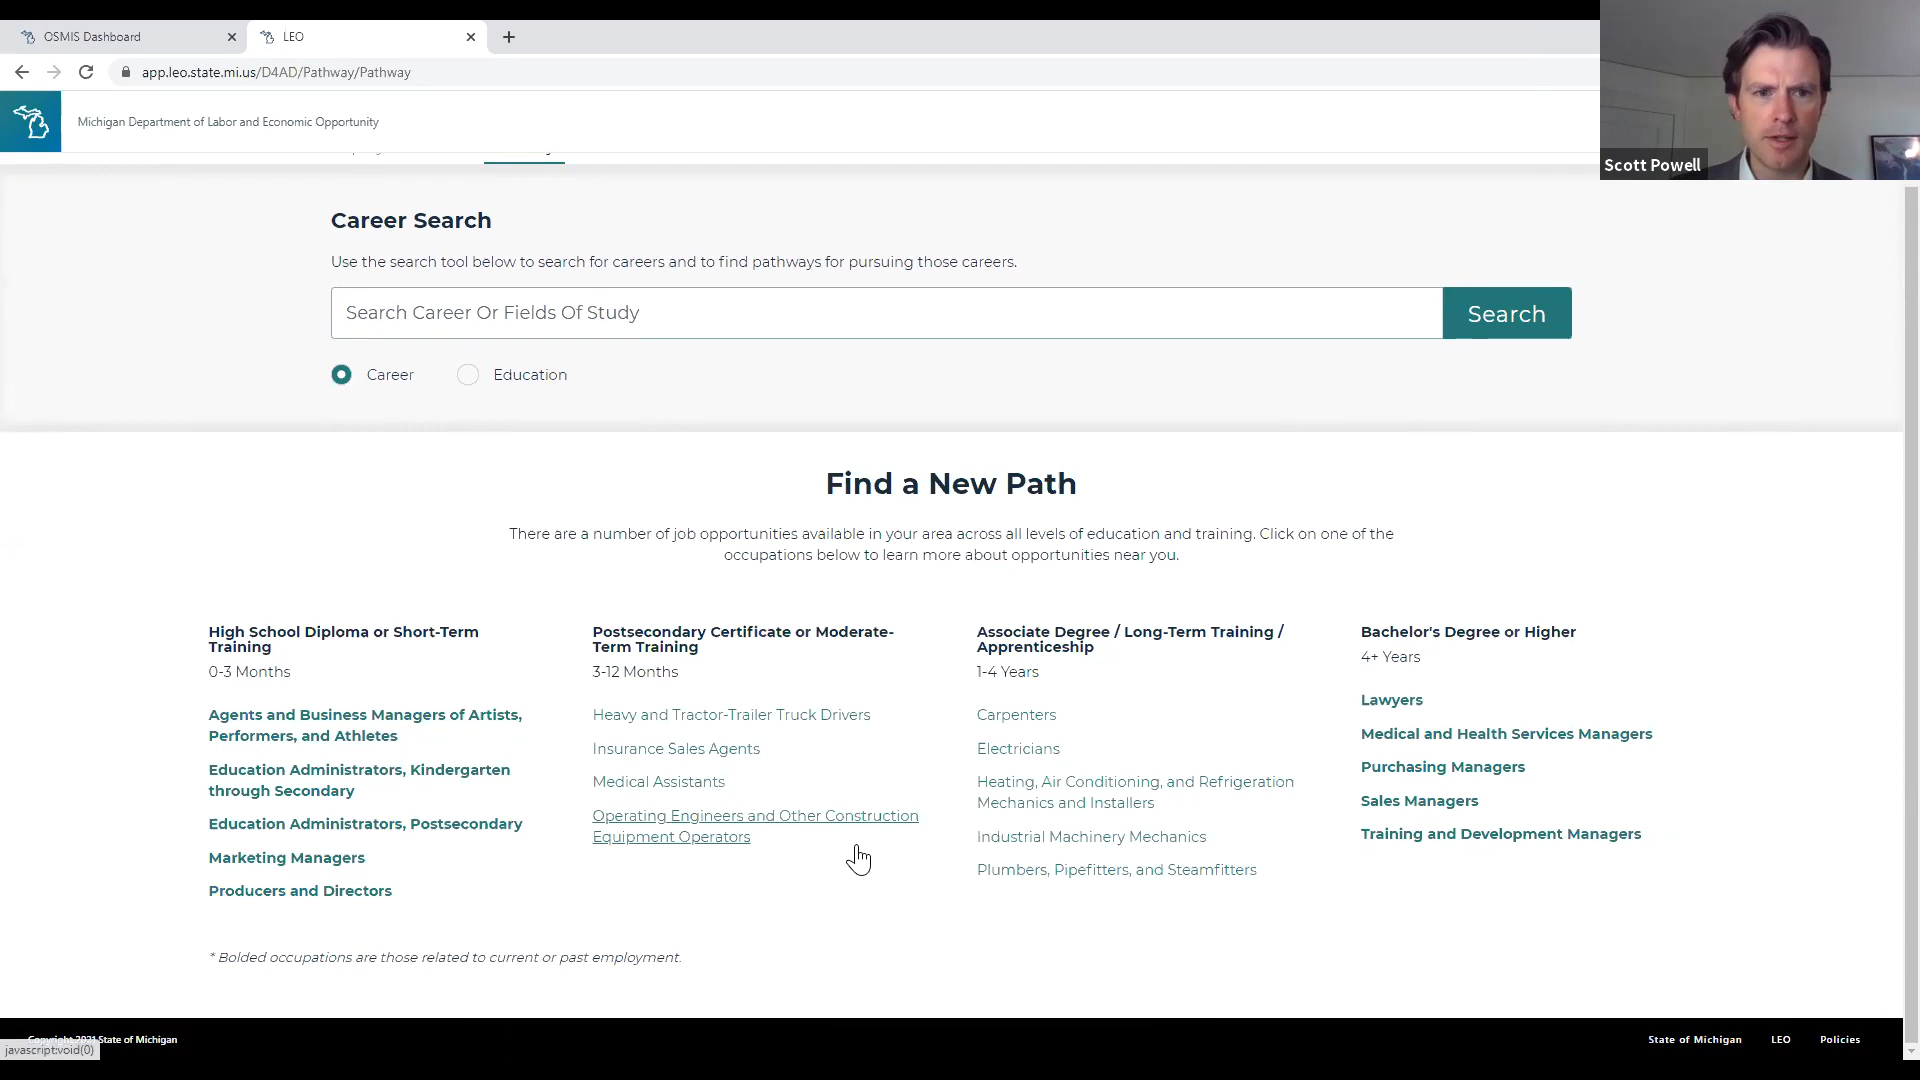 OSMIS Dashboard
LEO
app.leo.state.mi.us/D4AD/Pathway/Pathway
Michigan Department of Labor and Economic Opportunity
Scott Powell
Career Search
Use the search tool below to search for careers and to find pathways for pursuing those careers.
Search Career Or Fields Of Study
Search
Career
Education
Find a New Path
There are a number of job opportunities available in your area across all levels of education and training. Click on one of the
occupations below to learn more about opportunities near you.
High School Diploma or Short-Term
Training
0-3 Months
Agents and Business Managers of Artists,
Performers, and Athletes
Education Administrators, Kindergarten
through Secondary
Education Administrators, Postsecondary
Marketing Managers
Producers and Directors
Postsecondary Certificate or Moderate-
Term Training
3-12 Months
Heavy and Tractor-Trailer Truck Drivers
Insurance Sales Agents
Medical Assistants
Operating Engineers and Other Construction
Equipment Operators
Associate Degree / Long-Term Training /
Apprenticeship
1-4 Years
Carpenters
Electricians
Heating, Air Conditioning, and Refrigeration
Mechanics and Installers
Industrial Machinery Mechanics
Plumbers, Pipefitters, and Steamfitters
Bachelor's Degree or Higher
4+ Years
Lawyers
Medical and Health Services Managers
Purchasing Managers
Sales Managers
Training and Development Managers
* Bolded occupations are those related to current or past employment.
Copyright 2021 State of Michigan
javascript:void(0)
State of Michigan
LEO
Policies